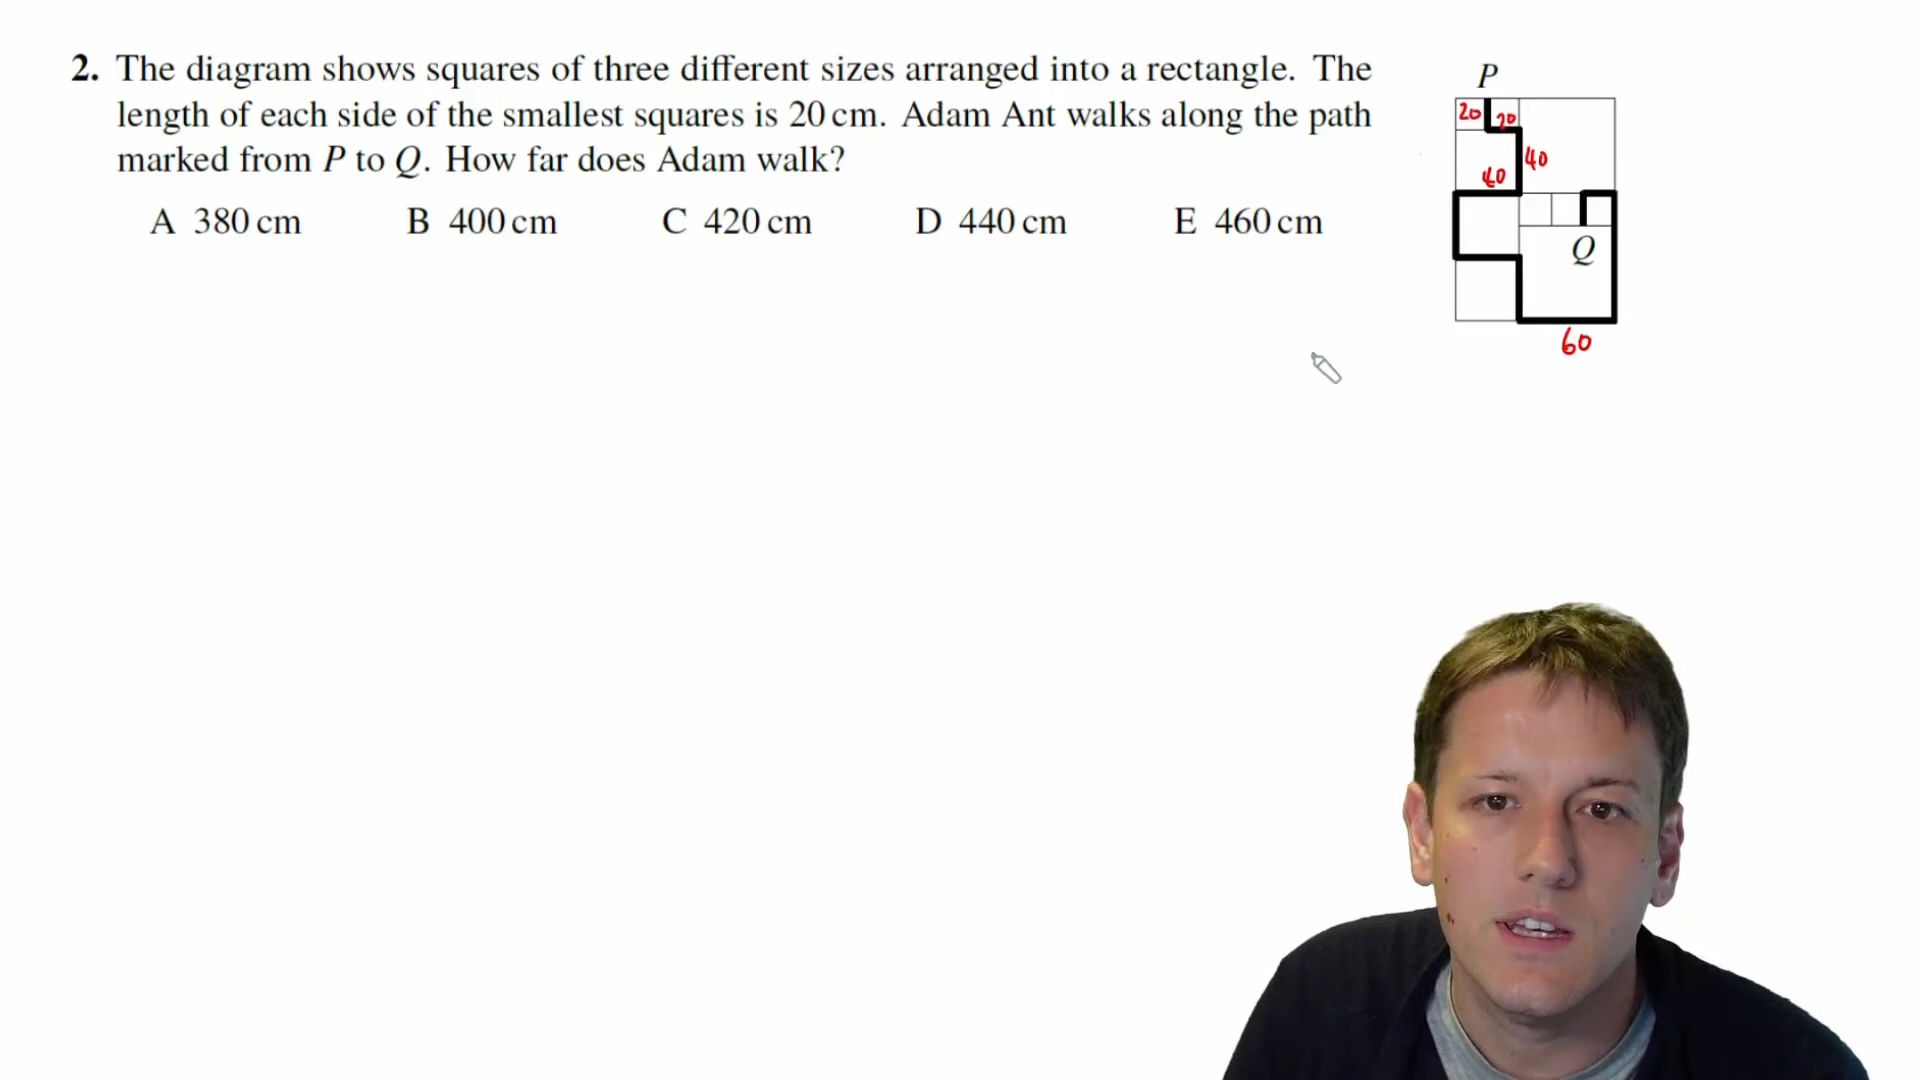 2. The diagram shows squares of three different sizes arranged into a rectangle. The
length of each side of the smallest squares is 20 cm. Adam Ant walks along the path
marked from P to Q. How far does Adam walk?
A 380 cm B 400 cm C 420 cm D 440 cm E 460 cm
P
20 20
40
40
Q
60